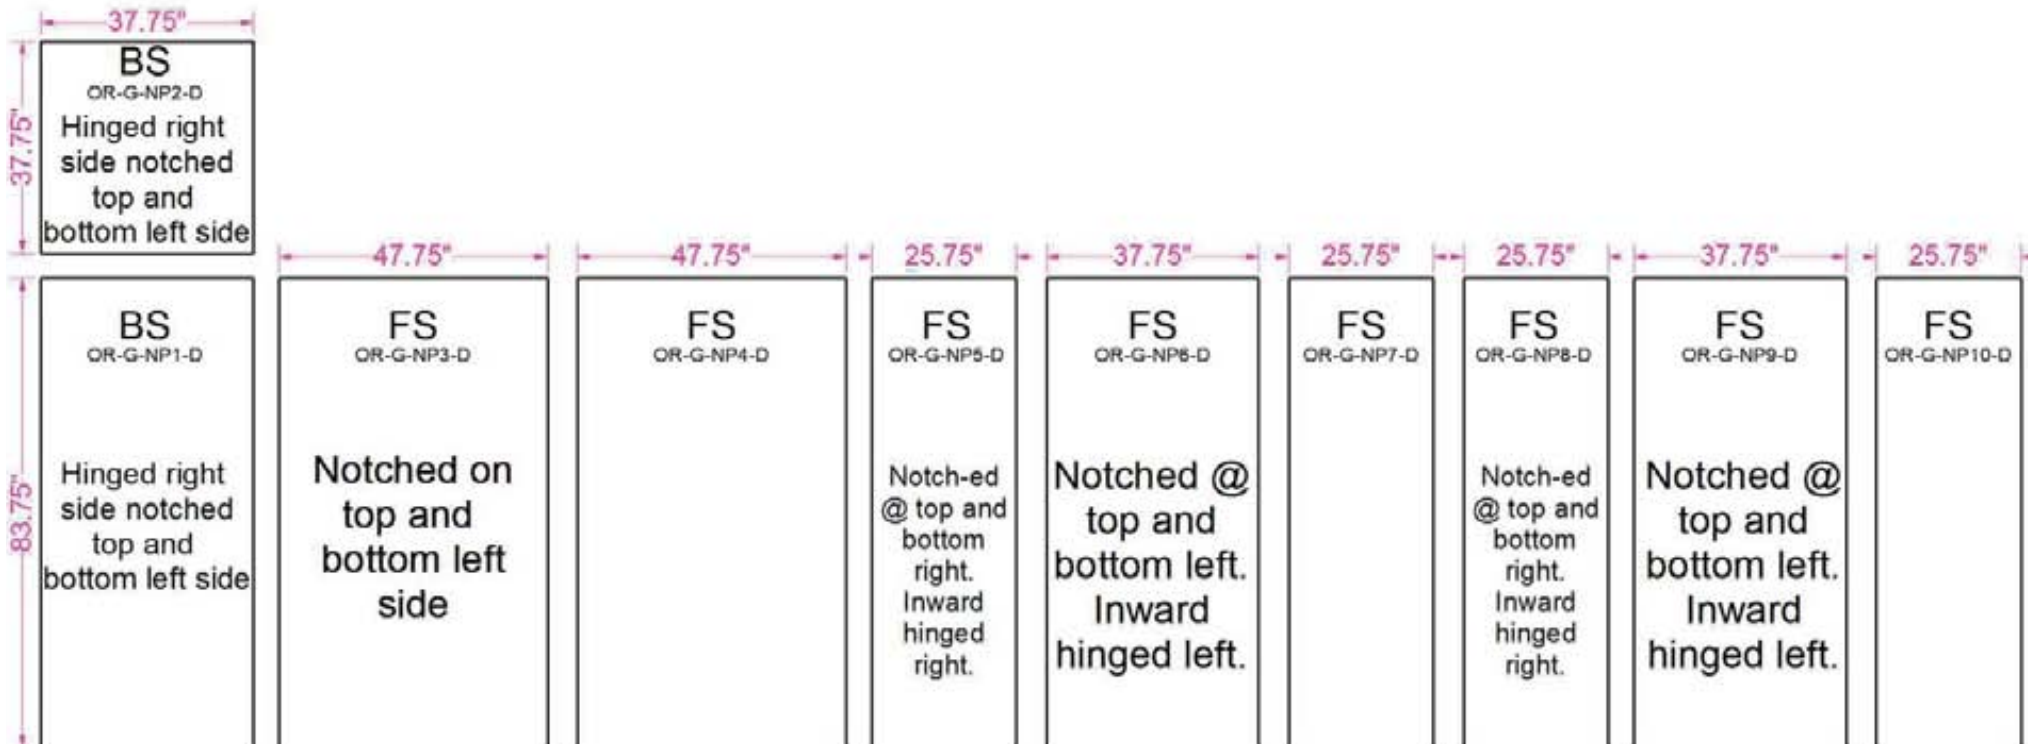 37.75"
37.75"
BS
OR-G-NP2-D
Hinged right
side notched
top and
bottom left side
47.75"
47.75"
25.75"
37.75"
25.75"
25.75"
37.75"
25.75"
83.75"
BS
OR-G-NP1-D
Hinged right
side notched
top and
bottom left side
FS
OR-G-NP3-D
Notched on
top and
bottom left
side
FS
OR-G-NP4-D
FS
OR-G-NP5-D
Notch-ed
@ top and
bottom
right.
Inward
hinged
right.
FS
OR-G-NP6-D
Notched @
top and
bottom left.
Inward
hinged left.
FS
OR-G-NP7-D
FS
OR-G-NP8-D
Notch-ed
@ top and
bottom
right.
Inward
hinged
right.
FS
OR-G-NP9-D
Notched @
top and
bottom left.
Inward
hinged left.
FS
OR-G-NP10-D